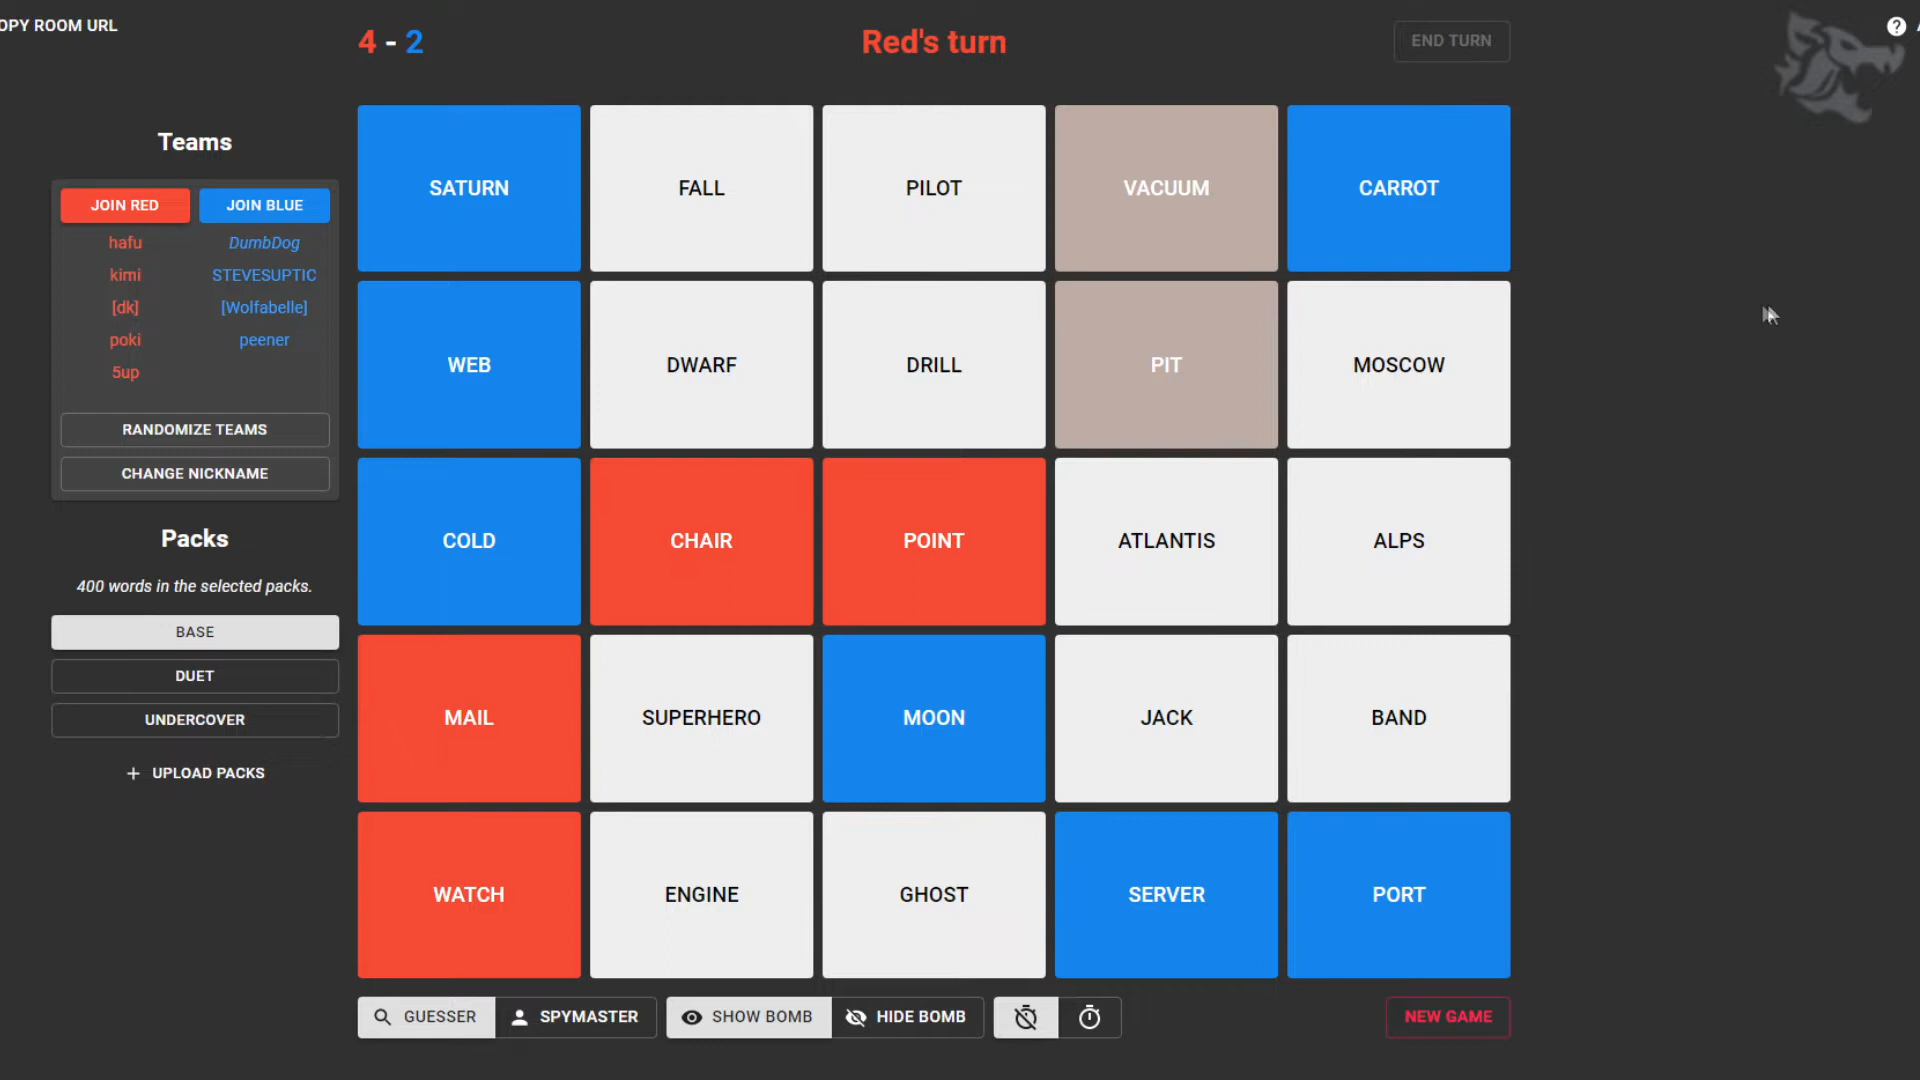 OPY ROOM URL
4 - 2
Red's turn
END TURN
Teams
JOIN RED
JOIN BLUE
hafu
DumbDog
kimi
STEVESUPTIC
[dk]
[Wolfabelle]
poki
peener
5up
RANDOMIZE TEAMS
CHANGE NICKNAME
Packs
400 words in the selected packs.
BASE
DUET
UNDERCOVER
+ UPLOAD PACKS
SATURN
FALL
PILOT
VACUUM
CARROT
WEB
DWARF
DRILL
PIT
MOSCOW
COLD
CHAIR
POINT
ATLANTIS
ALPS
MAIL
SUPERHERO
MOON
JACK
BAND
WATCH
ENGINE
GHOST
SERVER
PORT
GUESSER
SPYMASTER
SHOW BOMB
HIDE BOMB
NEW GAME